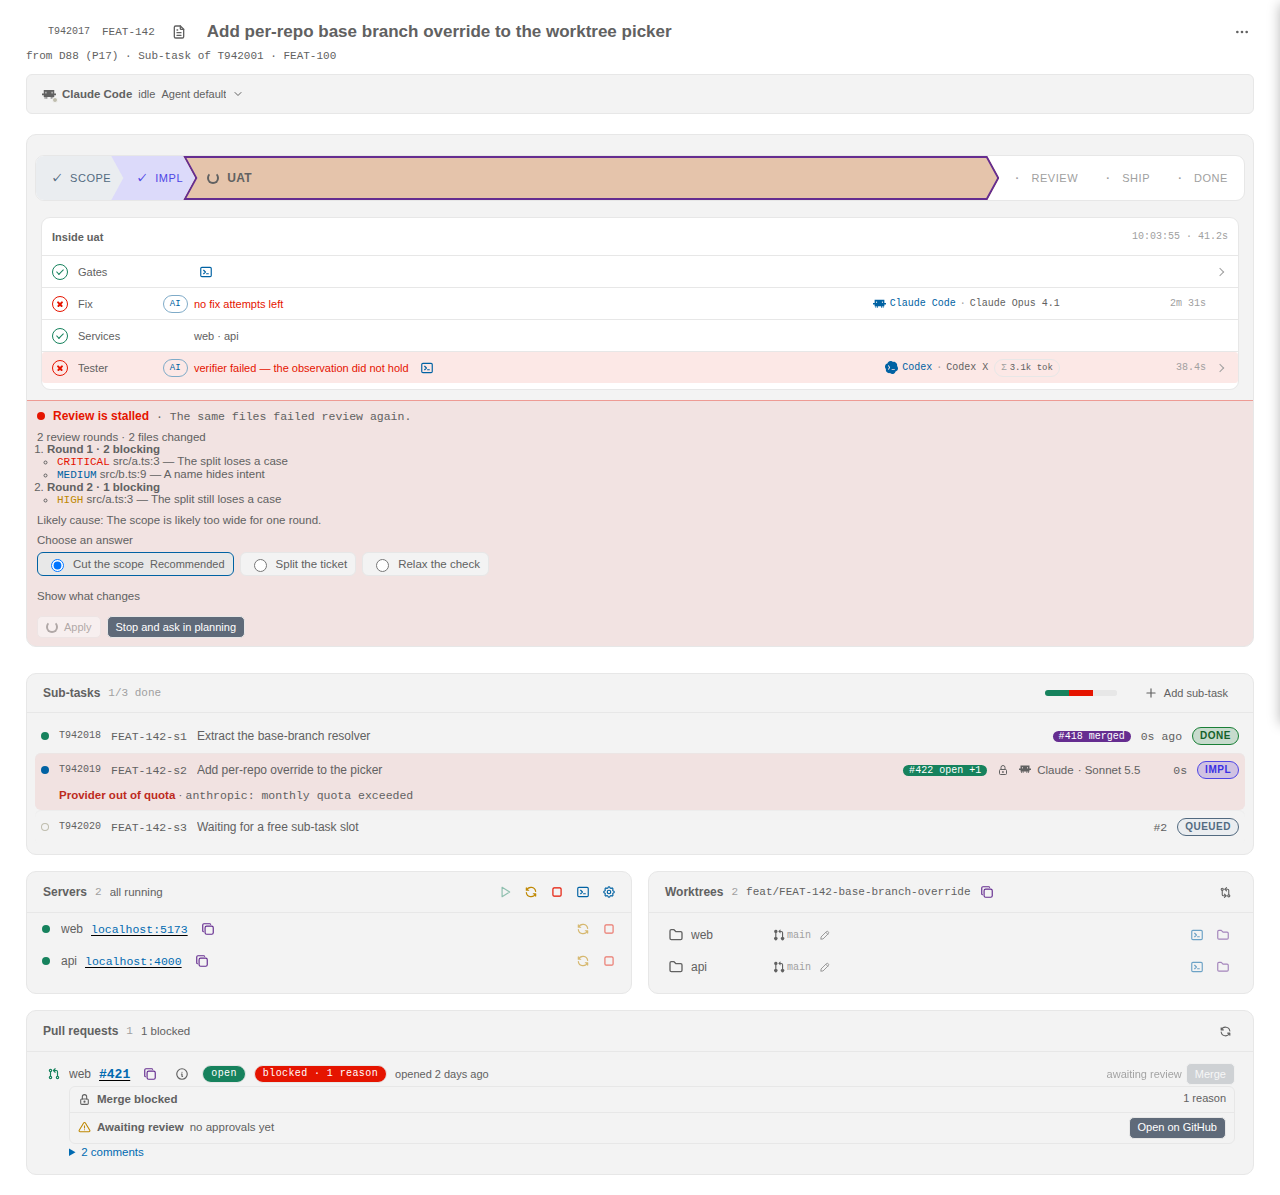 T942017 FEAT-142 Add per-repo base branch override to the worktree picker
from D88 (P17) · Sub-task of T942001 · FEAT-100
Claude Code idle Agent default
SCOPE IMPL UAT · REVIEW · SHIP · DONE
Inside uat 10:03:55 · 41.2s
Gates
Fix AI no fix attempts left Claude Code · Claude Opus 4.1 2m 31s
Services web · api
Tester AI verifier failed — the observation did not hold Codex · Codex X Σ 3.1k tok 38.4s
Review is stalled · The same files failed review again.
2 review rounds · 2 files changed
1. Round 1 · 2 blocking
CRITICAL src/a.ts:3 — The split loses a case
MEDIUM src/b.ts:9 — A name hides intent
2. Round 2 · 1 blocking
HIGH src/a.ts:3 — The split still loses a case
Likely cause: The scope is likely too wide for one round.
Choose an answer
Cut the scope Recommended Split the ticket Relax the check
Show what changes
Apply Stop and ask in planning
Sub-tasks 1/3 done Add sub-task
T942018 FEAT-142-s1 Extract the base-branch resolver #418 merged 0s ago DONE
T942019 FEAT-142-s2 Add per-repo override to the picker #422 open +1 Claude · Sonnet 5.5 0s IMPL
Provider out of quota · anthropic: monthly quota exceeded
T942020 FEAT-142-s3 Waiting for a free sub-task slot #2 QUEUED
Servers 2 all running
web localhost:5173
api localhost:4000
Worktrees 2 feat/FEAT-142-base-branch-override
web main
api main
Pull requests 1 1 blocked
web #421 open blocked · 1 reason opened 2 days ago awaiting review Merge
Merge blocked 1 reason
Awaiting review no approvals yet Open on GitHub
2 comments